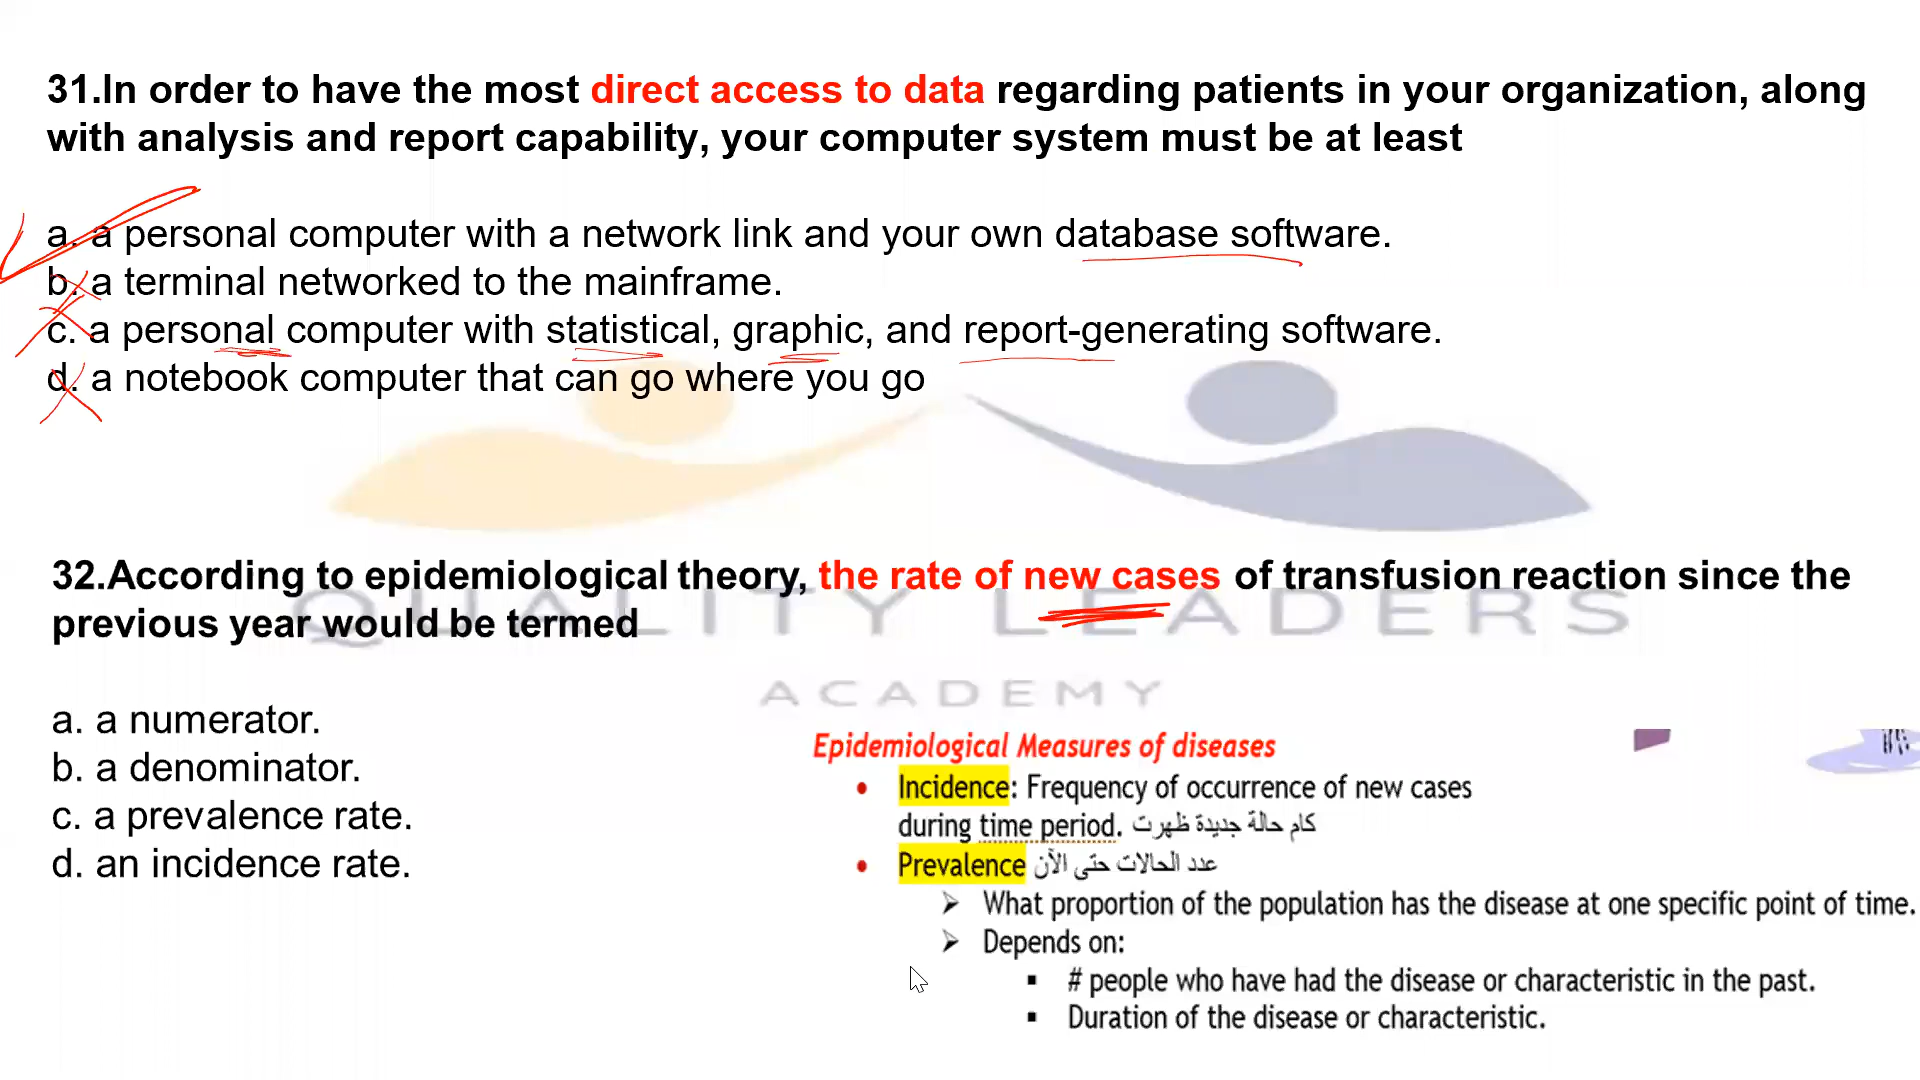 31.In order to have the most direct access to data regarding patients in your organization, along
with analysis and report capability, your computer system must be at least
a. a personal computer with a network link and your own database software.
b. a terminal networked to the mainframe.
c. a personal computer with statistical, graphic, and report-generating software.
d. a notebook computer that can go where you go
32.According to epidemiological theory, the rate of new cases of transfusion reaction since the
previous year would be termed
QUALITY LEADERS
ACADEMY
a. a numerator.
b. a denominator.
c. a prevalence rate.
d. an incidence rate.
Epidemiological Measures of diseases
• Incidence: Frequency of occurrence of new cases
during time period. كام حالة جديدة ظهرت
• Prevalence عدد الحالات حتى الآن
➢ What proportion of the population has the disease at one specific point of time.
➢ Depends on:
▪ # people who have had the disease or characteristic in the past.
▪ Duration of the disease or characteristic.